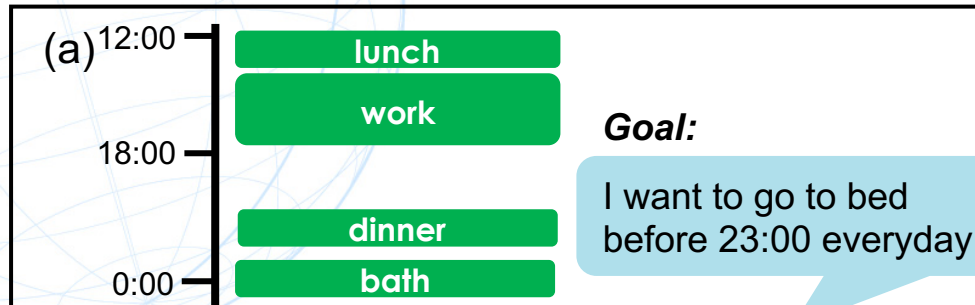 (a)
12:00
lunch
work
Goal:
18:00
I want to go to bed
before 23:00 everyday
dinner
0:00
bath